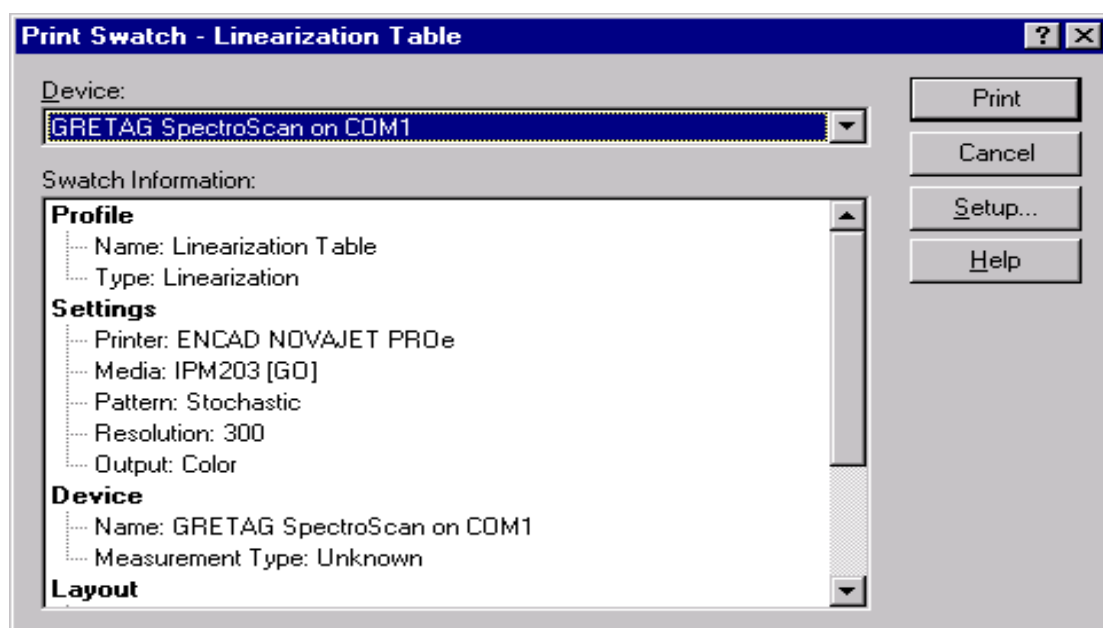 Print Swatch - Linearization Table
Device:
GRETAG SpectroScan on COM1
Swatch Information:
Profile
Name: Linearization Table
Type: Linearization
Settings
Printer: ENCAD NOVAJET PROe
Media: IPM203 [GO]
Pattern: Stochastic
Resolution: 300
Output: Color
Device
Name: GRETAG SpectroScan on COM1
Measurement Type: Unknown
Layout
Print
Cancel
Setup...
Help